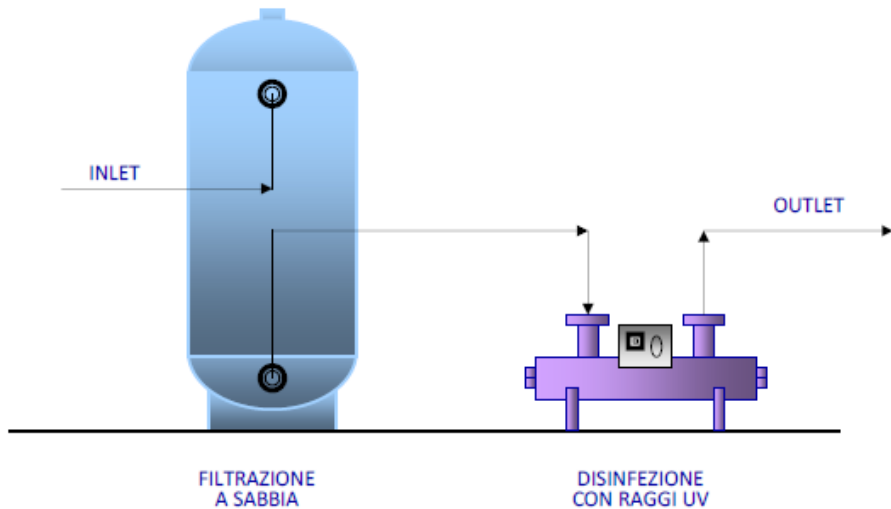 INLET
OUTLET
FILTRAZIONE
A SABBIA
DISINFEZIONE
CON RAGGI UV